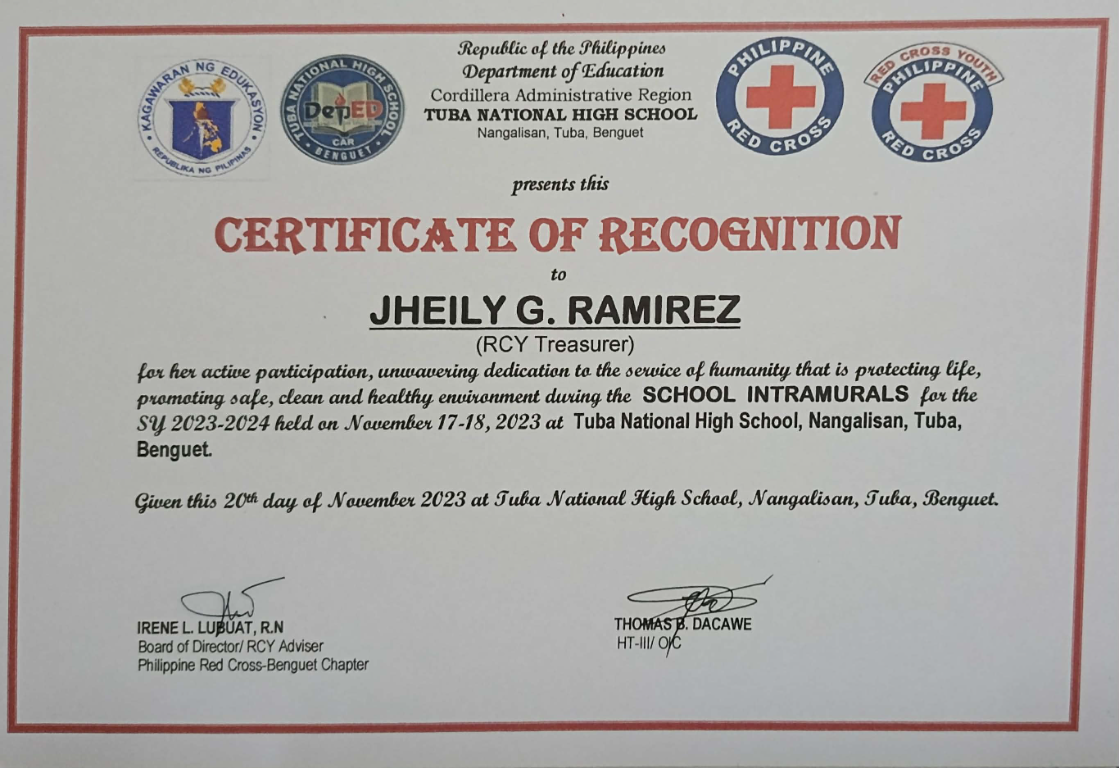 KAGAWARAN NG EDUKASYON
REPUBLIKA NG PILIPINAS
TUBA NATIONAL HIGH SCHOOL
DepED
CAR
BENGUET
Republic of the Philippines
Department of Education
Cordillera Administrative Region
TUBA NATIONAL HIGH SCHOOL
Nangalisan, Tuba, Benguet
PHILIPPINE
RED CROSS
RED CROSS YOUTH
PHILIPPINE
RED CROSS
presents this
CERTIFICATE OF RECOGNITION
to
JHEILY G. RAMIREZ
(RCY Treasurer)
for her active participation, unwavering dedication to the service of humanity that is protecting life,
promoting safe, clean and healthy environment during the SCHOOL INTRAMURALS for the
SY 2023-2024 held on November 17-18, 2023 at Tuba National High School, Nangalisan, Tuba,
Benguet.
Given this 20th day of November 2023 at Tuba National High School, Nangalisan, Tuba, Benguet.
IRENE L. LUBUAT, R.N
Board of Director/ RCY Adviser
Philippine Red Cross-Benguet Chapter
THOMAS B. DACAWE
HT-III/ OIC